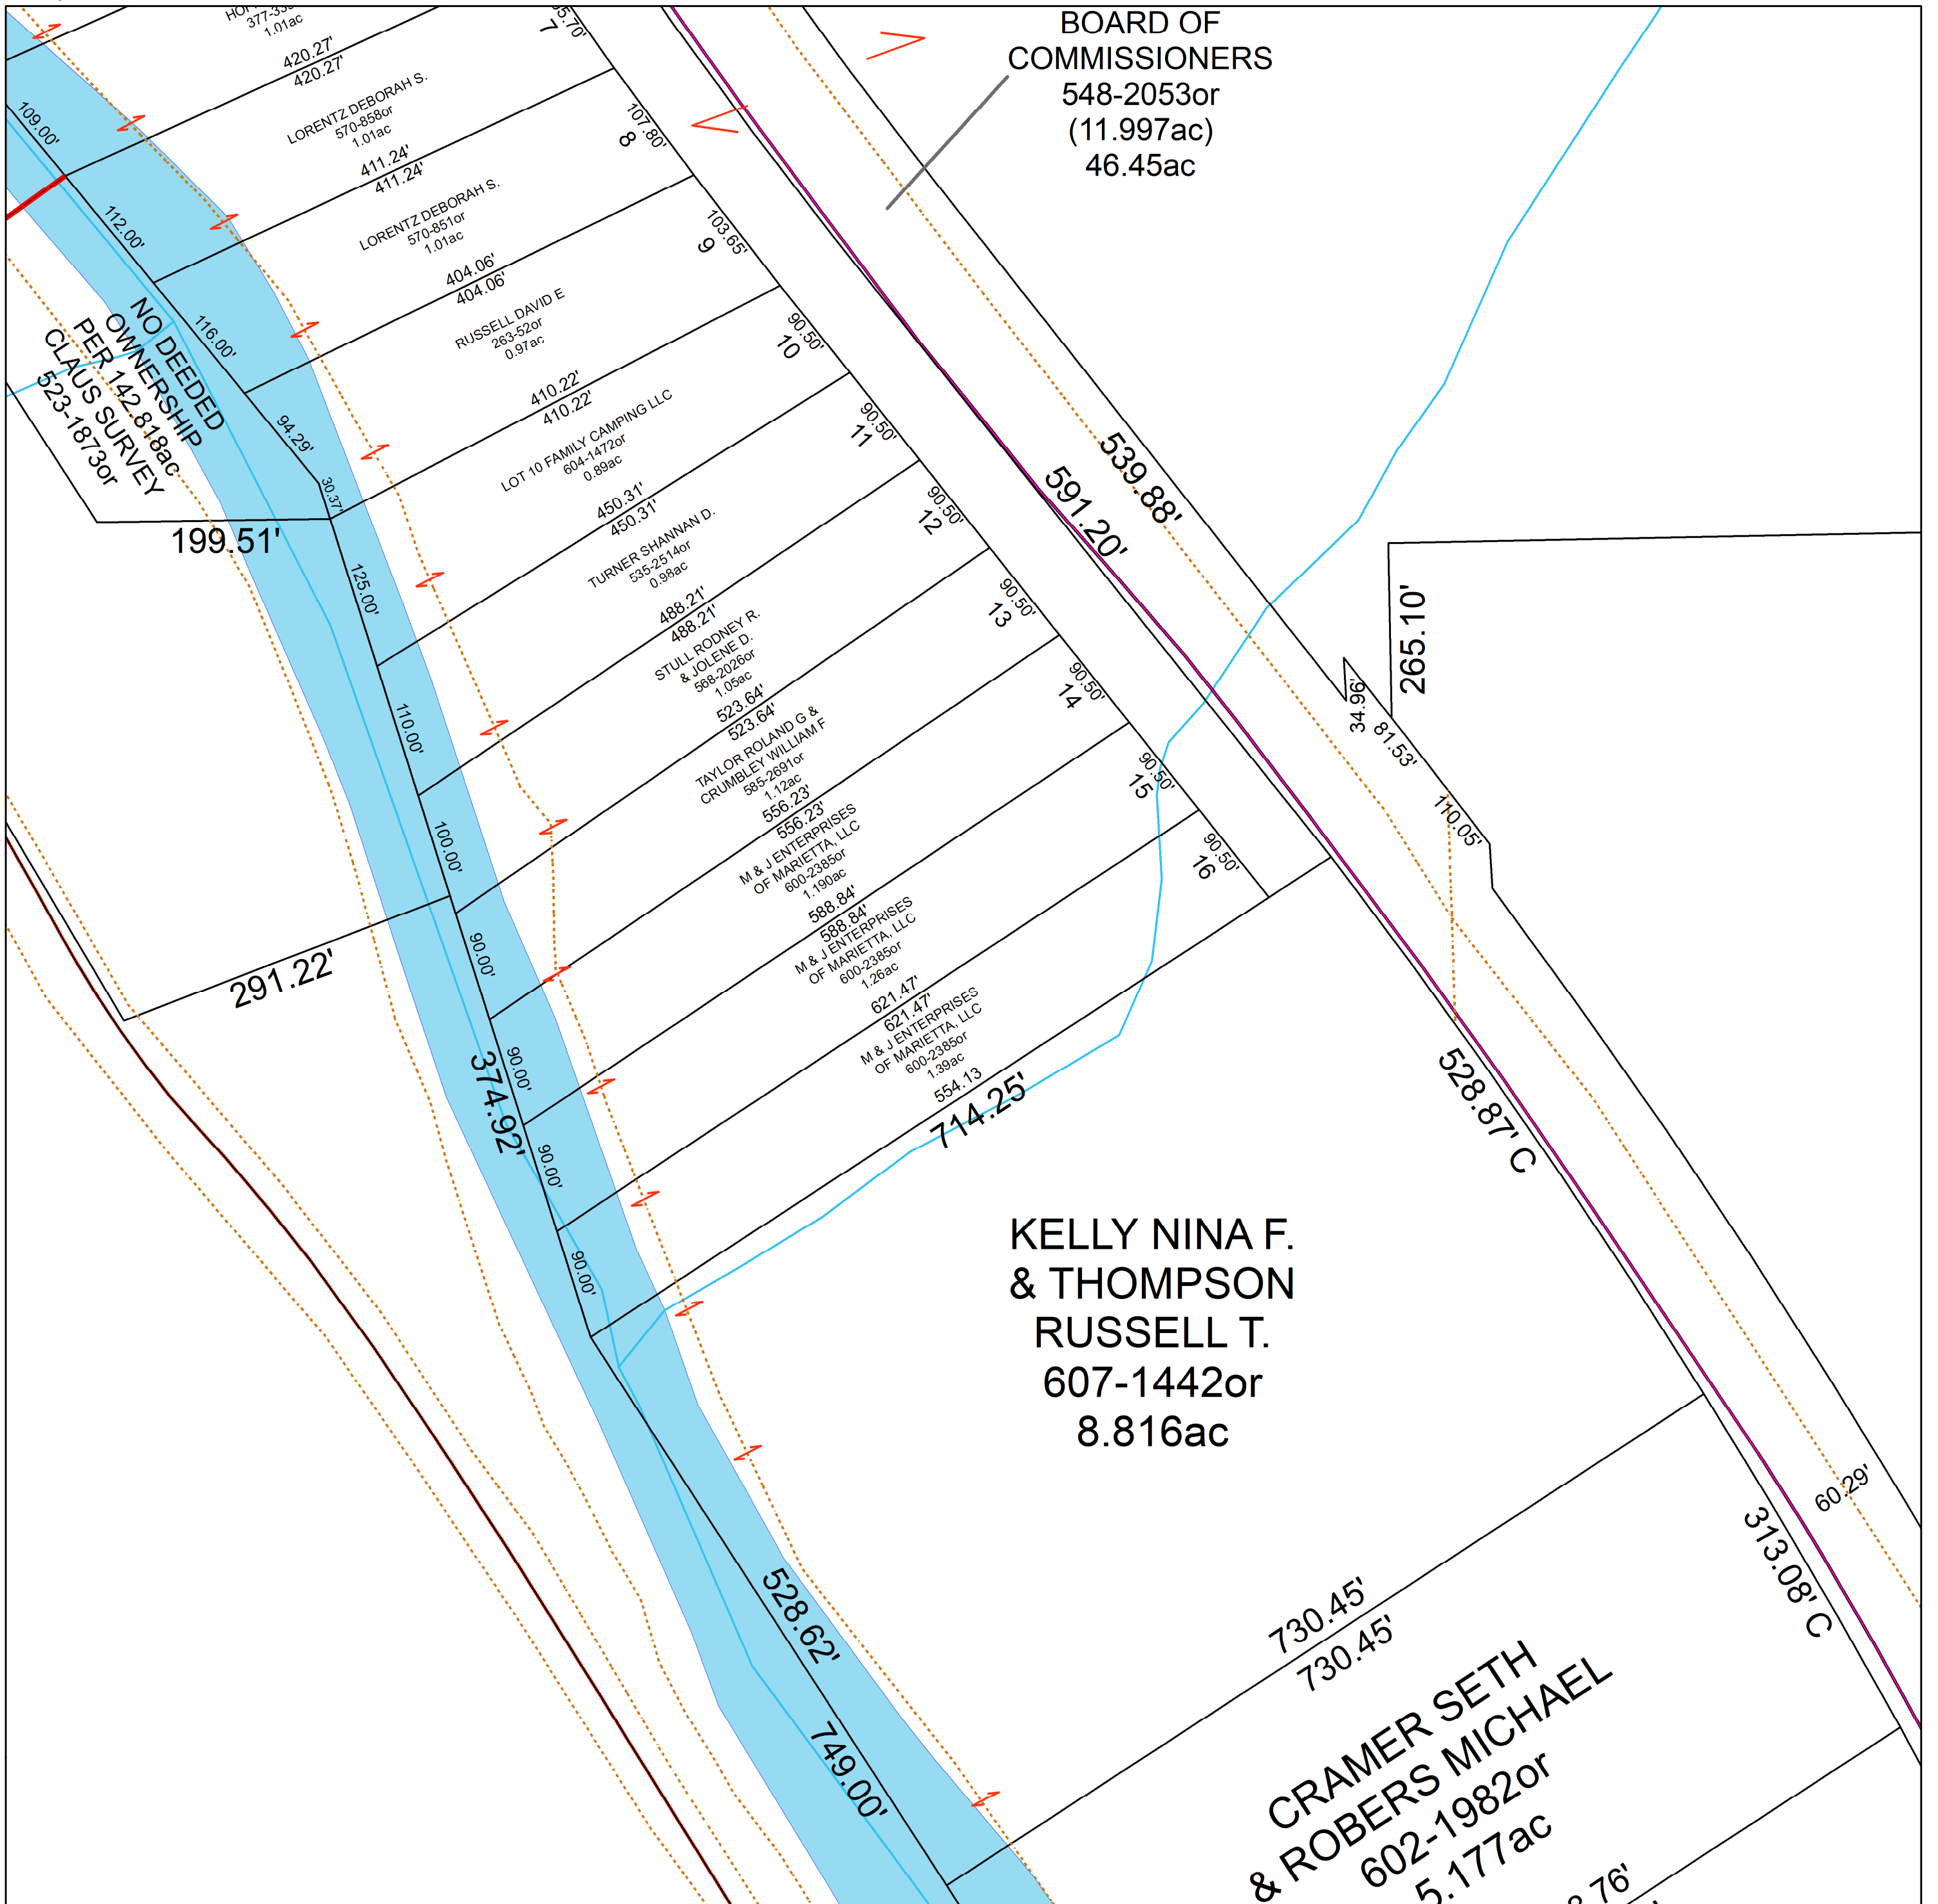 BOARD OF
COMMISSIONERS
548-2053or
(11.997ac)
46.45ac
1.01ac
420.27'
420.27'
LORENTZ DEBORAH S.
570-858or
1.01ac
411.24'
411.24'
LORENTZ DEBORAH S.
570-851or
1.01ac
404.06'
404.06'
RUSSELL DAVID E
263-52or
0.97ac
410.22'
410.22'
LOT 10 FAMILY CAMPING LLC
604-1472or
0.89ac
450.31'
450.31'
TURNER SHANNAN D.
535-2514or
0.98ac
488.21'
488.21'
STULL RODNEY R.
& JOLENE D.
568-2026or
1.05ac
523.64'
523.64'
TAYLOR ROLAND G &
CRUMBLEY WILLIAM F
585-2691or
1.12ac
556.23'
556.23'
M & J ENTERPRISES
OF MARIETTA, LLC
600-2385or
1.190ac
588.84'
588.84'
M & J ENTERPRISES
OF MARIETTA, LLC
600-2385or
1.26ac
621.47'
621.47'
M & J ENTERPRISES
OF MARIETTA, LLC
600-2385or
1.39ac
554.13
714.25'
7
107.80'
8
103.65'
9
90.50'
10
90.50'
11
90.50'
12
90.50'
13
90.50'
14
90.50'
15
90.50'
16
109.00'
112.00'
116.00'
94.29'
30.37'
125.00'
110.00'
100.00'
90.00'
90.00'
90.00'
90.00'
374.92'
NO DEEDED
OWNERSHIP
PER 142.818ac
CLAUS SURVEY
523-1873or
199.51'
291.22'
539.88'
591.20'
265.10'
34.96'
81.53'
110.05'
528.87' C
KELLY NINA F.
& THOMPSON
RUSSELL T.
607-1442or
8.816ac
60.29'
313.08' C
528.62'
749.00'
730.45'
730.45'
CRAMER SETH
& ROBERS MICHAEL
602-1982or
5.177ac